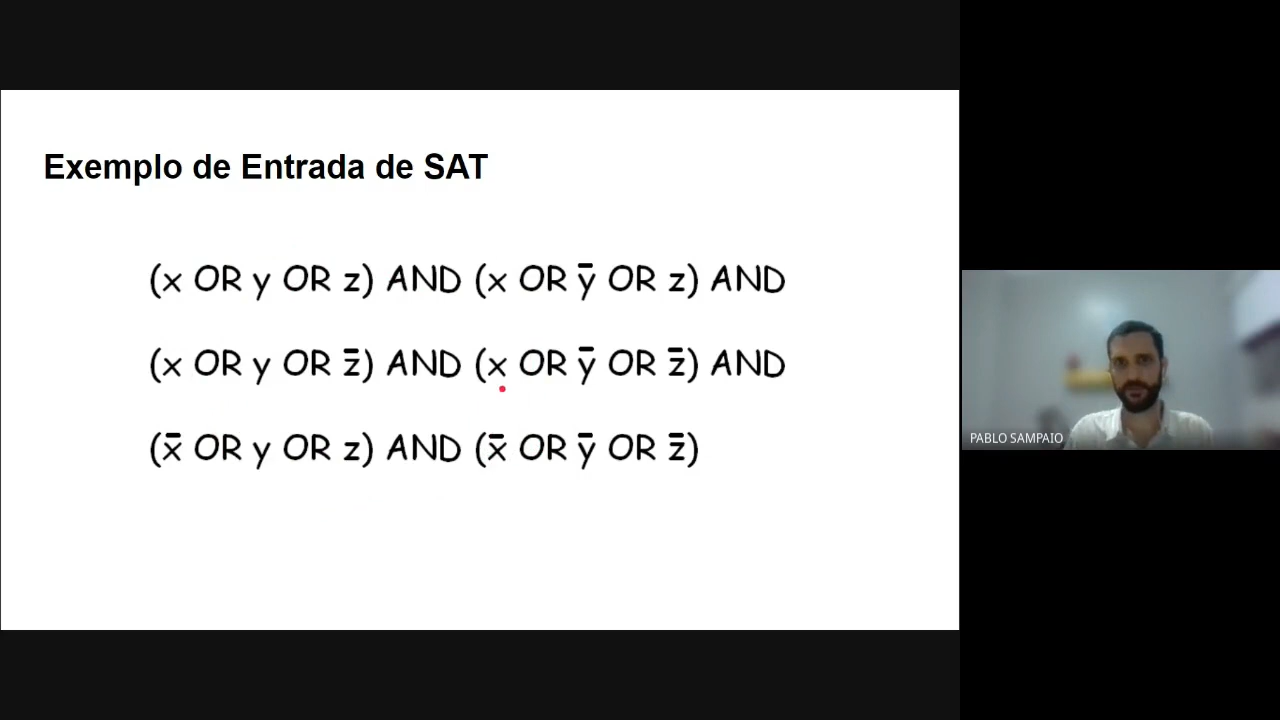 Exemplo de Entrada de SAT
(x OR y OR z) AND (x OR ȳ OR z) AND
(x OR y OR z̄) AND (x OR ȳ OR z̄) AND
(x̄ OR y OR z) AND (x̄ OR ȳ OR z̄)
PABLO SAMPAIO